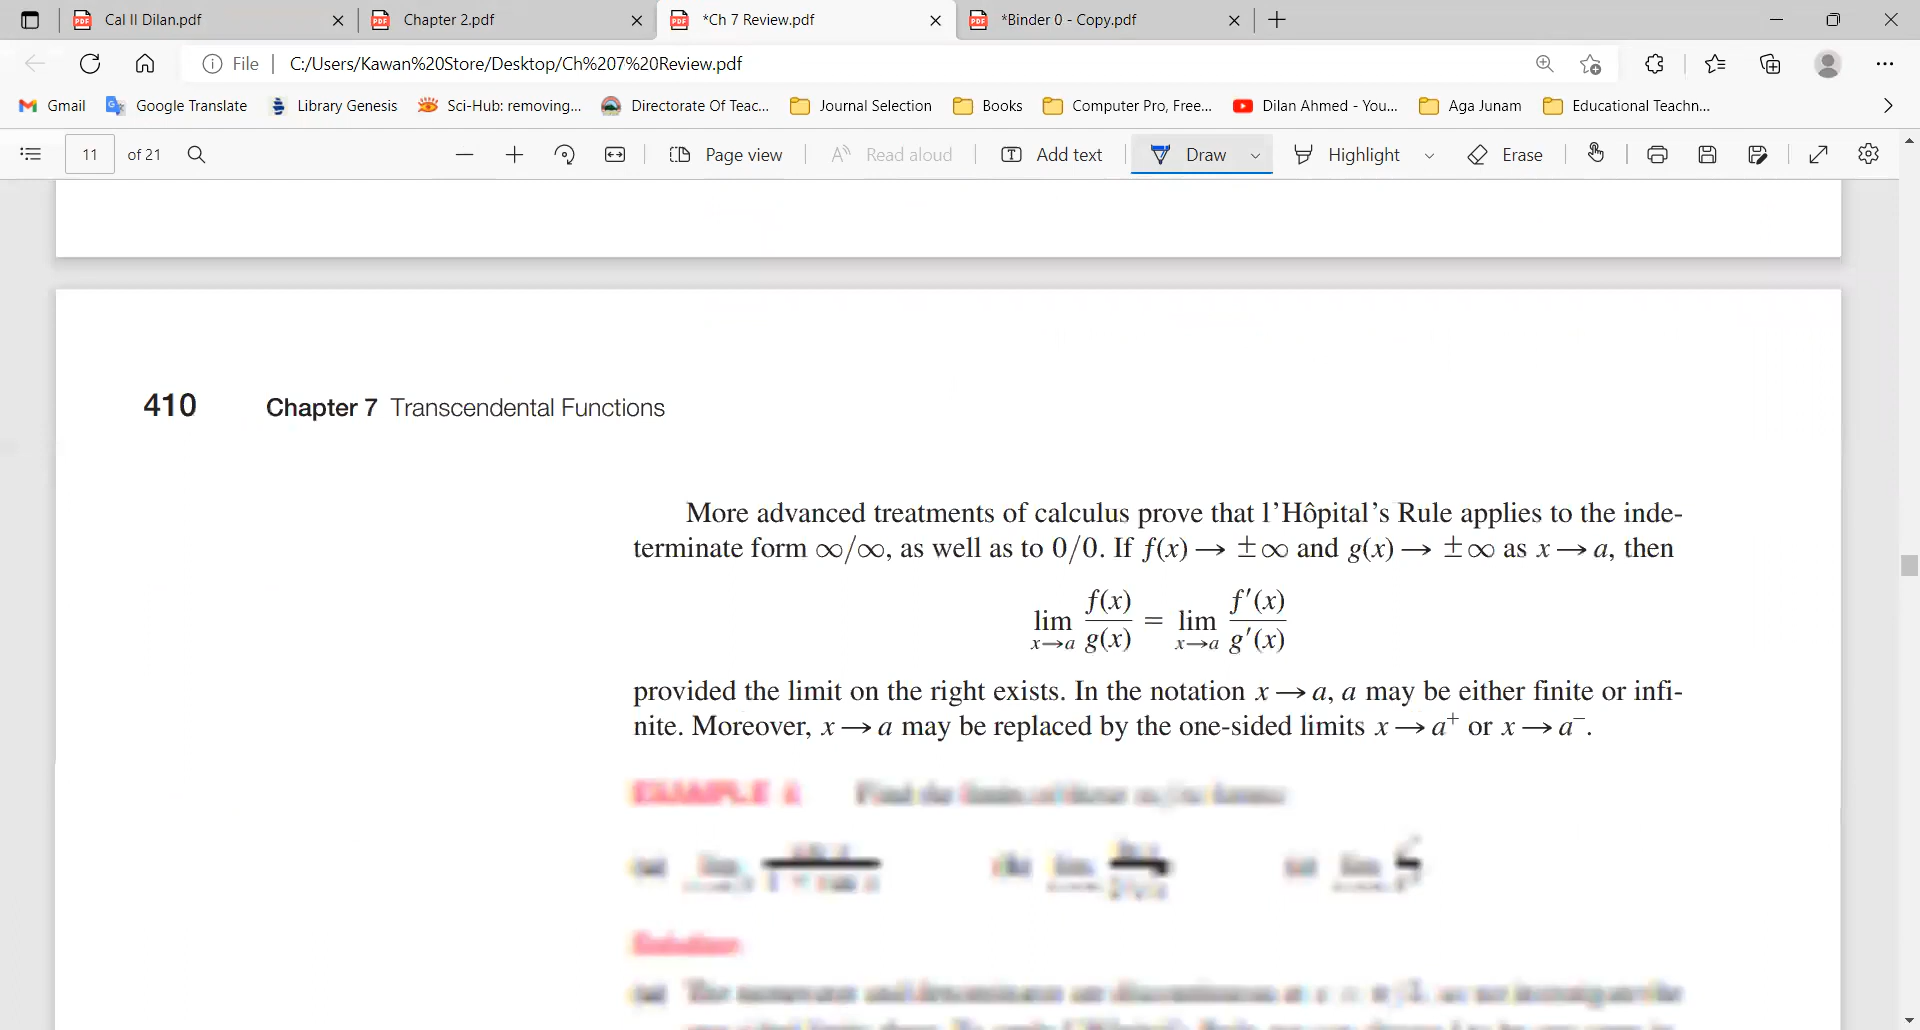 Cal II Dilan.pdf
Chapter 2.pdf
*Ch 7 Review.pdf
*Binder 0 - Copy.pdf
File
C:/Users/Kawan%20Store/Desktop/Ch%207%20Review.pdf
Gmail
Google Translate
Library Genesis
Sci-Hub: removing...
Directorate Of Teac...
Journal Selection
Books
Computer Pro, Free...
Dilan Ahmed - You...
Aga Junam
Educational Teachn...
11 of 21
Page view
Read aloud
Add text
Draw
Highlight
Erase
410 Chapter 7 Transcendental Functions
More advanced treatments of calculus prove that l'Hôpital's Rule applies to the inde-
terminate form ∞/∞, as well as to 0/0. If f(x) → ±∞ and g(x) → ±∞ as x → a, then
lim x→a f(x)/g(x) = lim x→a f′(x)/g′(x)
provided the limit on the right exists. In the notation x → a, a may be either finite or infi-
nite. Moreover, x → a may be replaced by the one-sided limits x → a⁺ or x → a⁻.
EXAMPLE
Solution